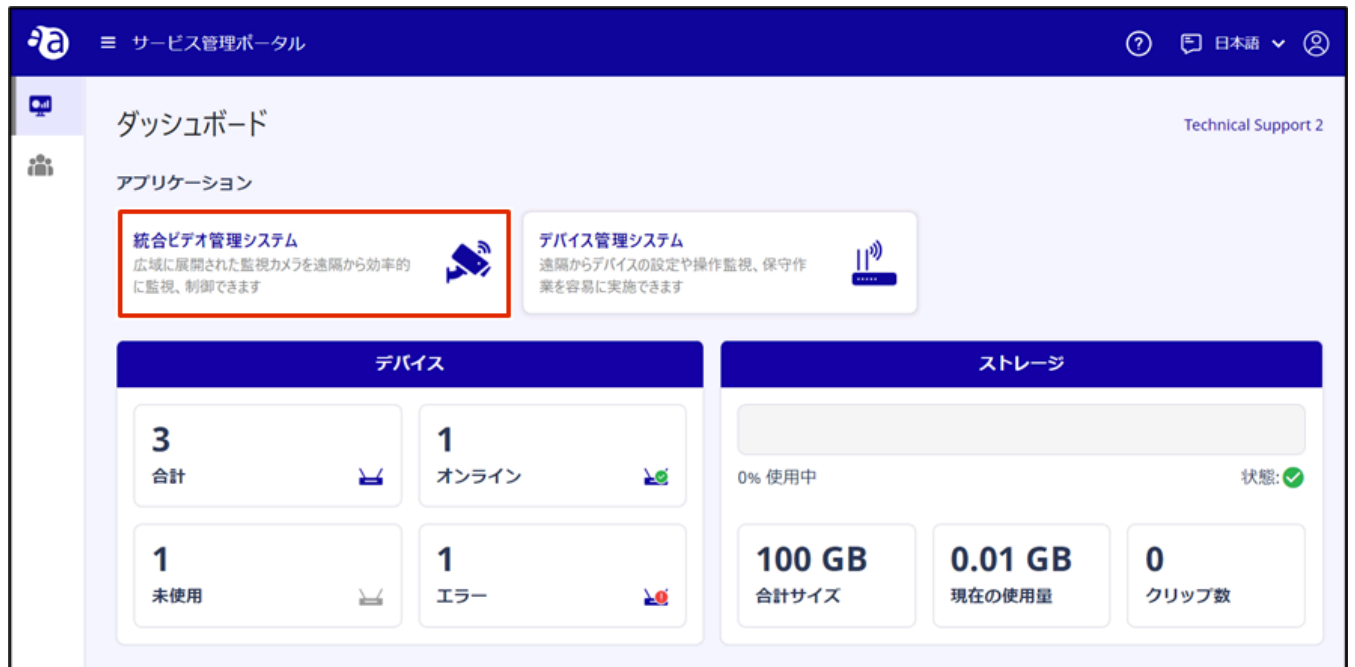 サービス管理ポータル
日本語
ダッシュボード
Technical Support 2
アプリケーション
統合ビデオ管理システム
広域に展開された監視カメラを遠隔から効率的
に監視、制御できます
デバイス管理システム
遠隔からデバイスの設定や操作監視、保守作
業を容易に実施できます
デバイス
3
合計
1
オンライン
1
未使用
1
エラー
ストレージ
0% 使用中
状態:
100 GB
合計サイズ
0.01 GB
現在の使用量
0
クリップ数